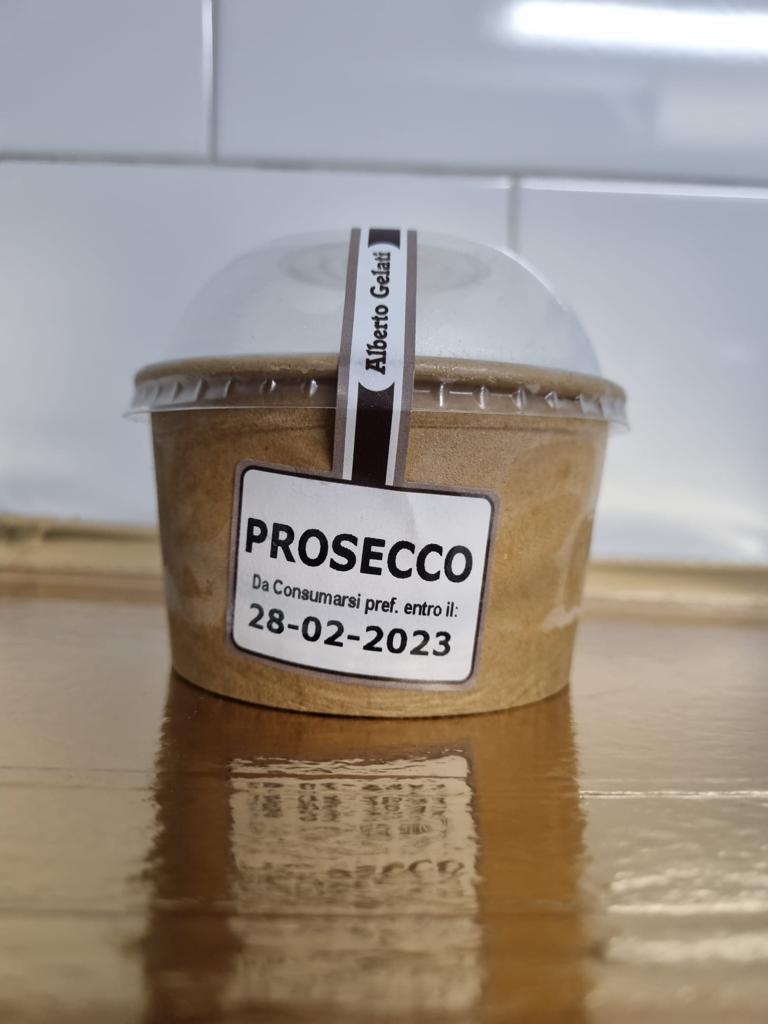 Alberto Gelati
PROSECCO
Da Consumarsi pref. entro il:
28-02-2023